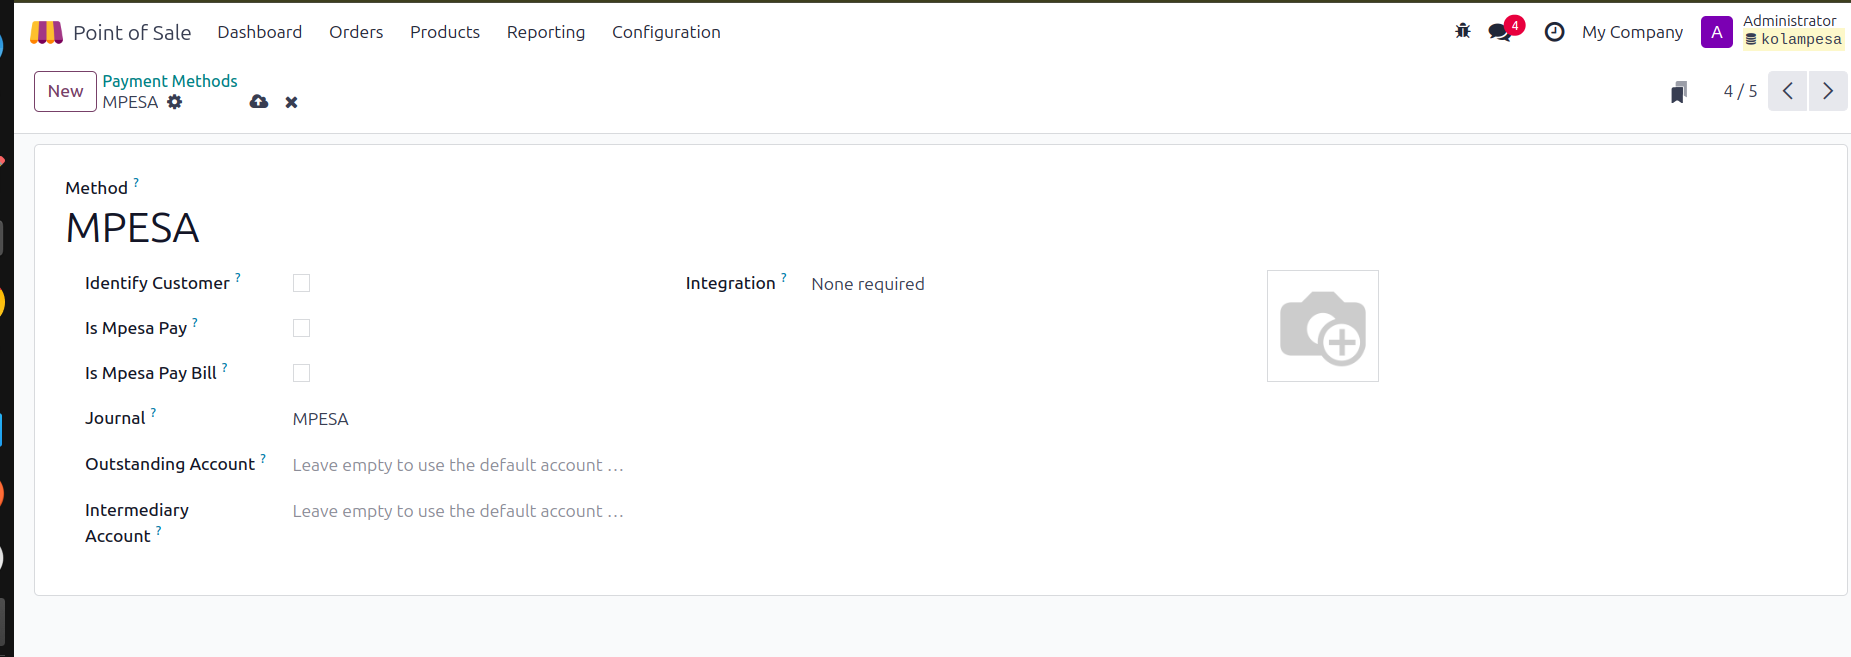 Point of Sale Dashboard Orders Products Reporting Configuration 4 My Company A Administrator
kolampesa
New Payment Methods
MPESA 4 / 5
Method ?
MPESA
Identify Customer ? Integration ? None required
Is Mpesa Pay ?
Is Mpesa Pay Bill ?
Journal ? MPESA
Outstanding Account ? Leave empty to use the default account ...
Intermediary Account ? Leave empty to use the default account ...